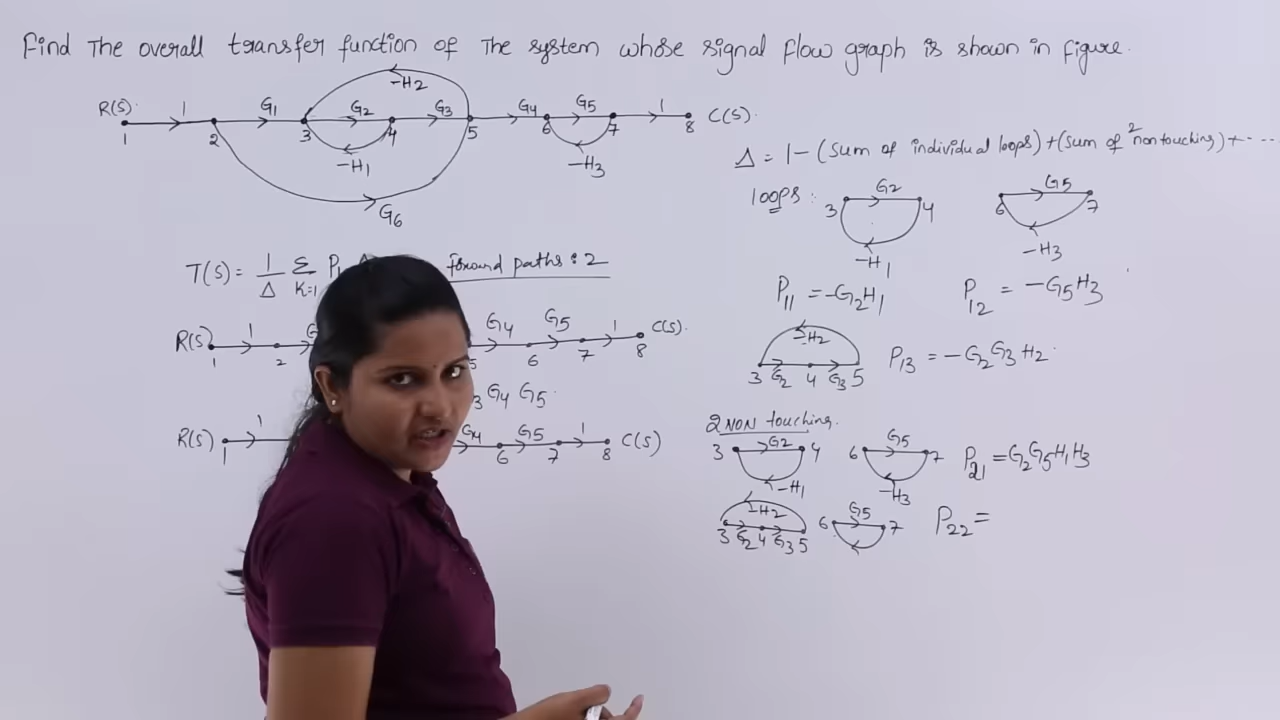 Find The overall transfer function of The system whose signal flow graph is shown in figure.
R(S) 1 G1 G2 G3 G4 G5 1 C(S).
-H2
1 2 3 4 5 6 7 8
-H1 -H3
G6
Δ = 1 - (sum of individual loops) + (sum of 2 nontouching) + ....
loops :
3 G2 4 -H1
6 G5 7 -H3
P11 = -G2H1
P12 = -G5H3
-H2 3 G2 4 G3 5
P13 = -G2G3H2
T(S) = 1/Δ Σ K=1
forward paths : 2
R(S) 1 G4 G5 1 C(S).
1 2 5 6 7 8
3 G4 G5
R(S) 1 G4 G5 1 C(S)
1 6 7 8
2 NON touching.
3 G2 4 -H1 6 G5 7 -H3 P21 = G2G5H1H3
-H2 3 G2 4 G3 5 6 G5 7 P22 =